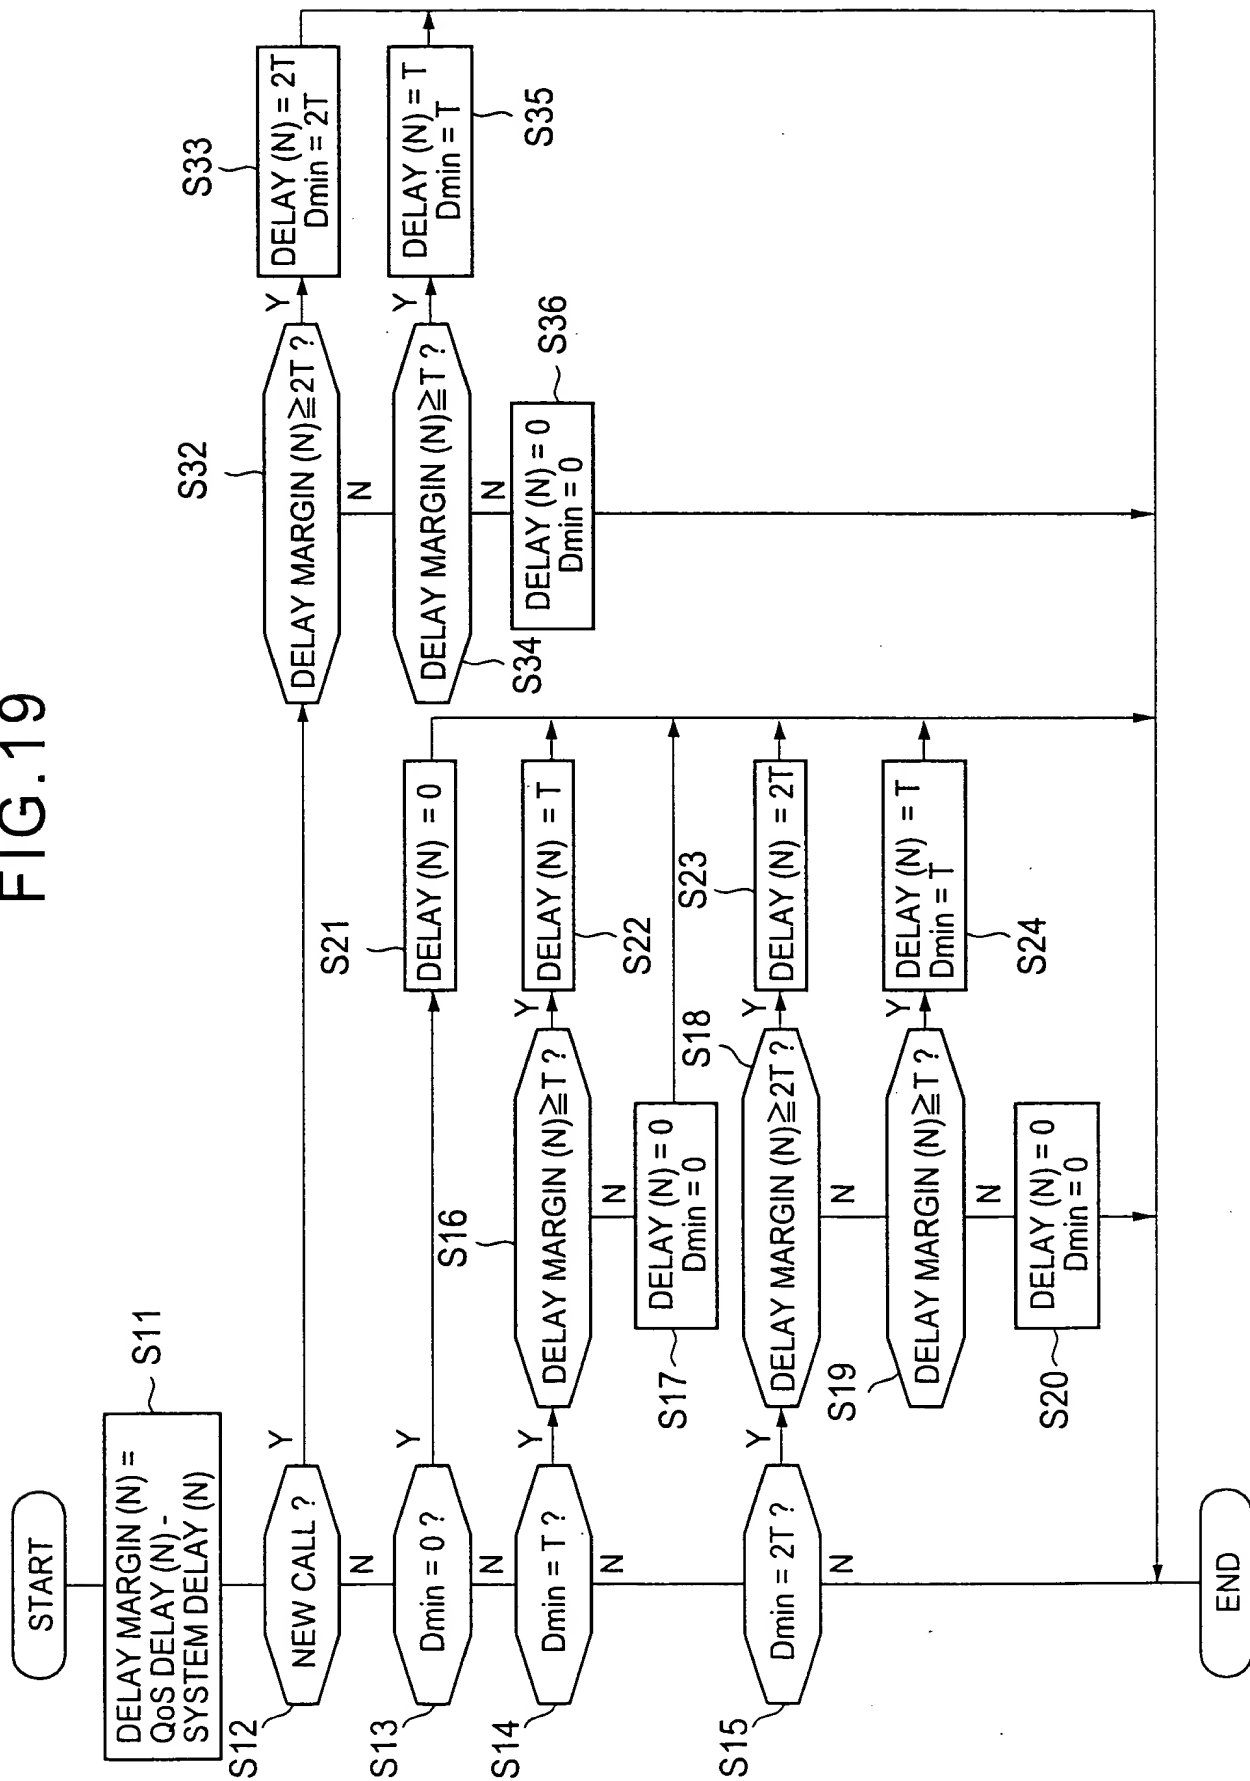 FIG.19
START
DELAY MARGIN (N) =
QoS DELAY (N) -
SYSTEM DELAY (N)
S11
NEW CALL ?
S12
Y
N
DELAY MARGIN (N)≧2T ?
S32
Y
N
DELAY (N) = 2T
Dmin = 2T
S33
DELAY MARGIN (N)≧T ?
S34
Y
N
DELAY (N) = T
Dmin = T
S35
DELAY (N) = 0
Dmin = 0
S36
Dmin = 0 ?
S13
Y
N
DELAY (N) = 0
S21
Dmin = T ?
S14
Y
N
DELAY MARGIN (N)≧T ?
S16
Y
N
DELAY (N) = T
S22
DELAY (N) = 0
Dmin = 0
S17
Dmin = 2T ?
S15
Y
N
DELAY MARGIN (N)≧2T ?
S18
Y
N
DELAY (N) = 2T
S23
DELAY MARGIN (N)≧T ?
S19
Y
N
DELAY (N) = T
Dmin = T
S24
DELAY (N) = 0
Dmin = 0
S20
END